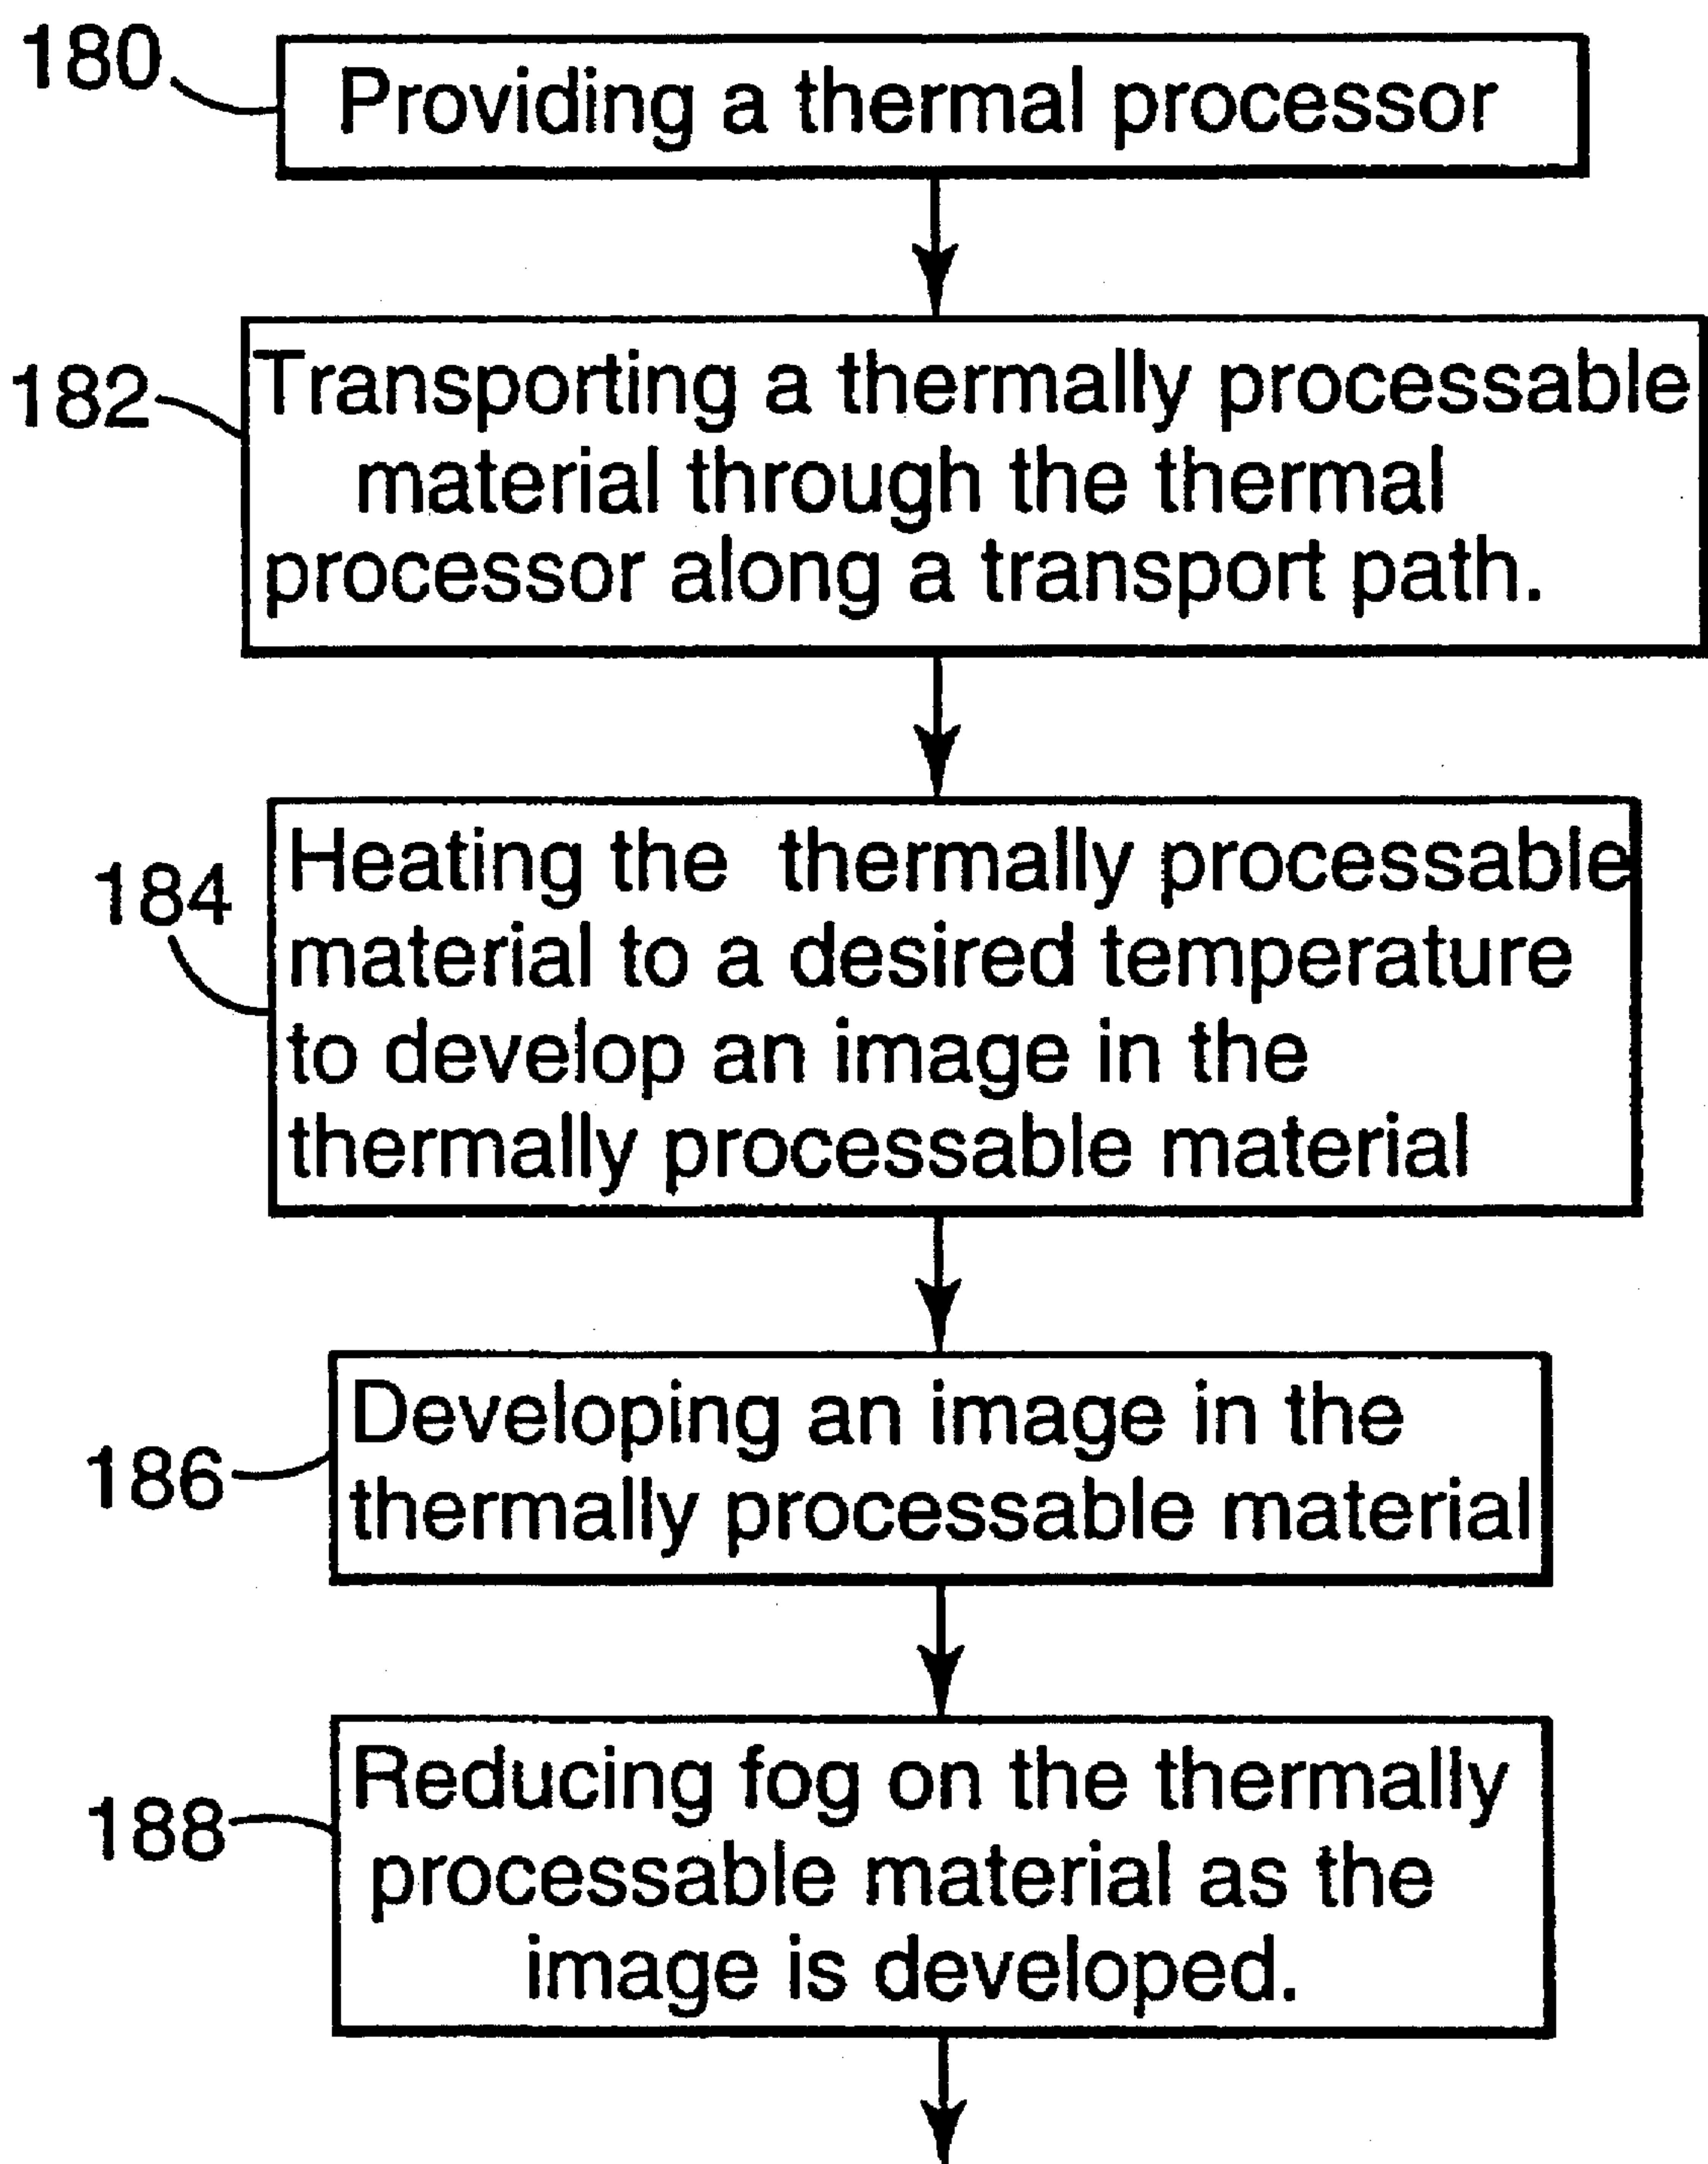 180
Providing a thermal processor
182
Transporting a thermally processable
material through the thermal
processor along a transport path.
184
Heating the thermally processable
material to a desired temperature
to develop an image in the
thermally processable material
186
Developing an image in the
thermally processable material
188
Reducing fog on the thermally
processable material as the
image is developed.